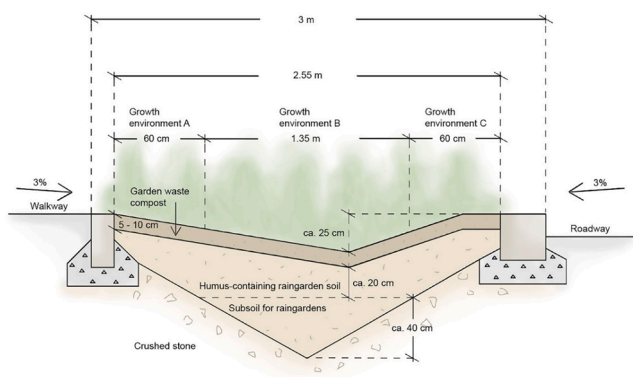 3 m
2.55 m
Growth
environment A
60 cm
Growth
environment B
1.35 m
Growth
environment C
60 cm
3%
3%
Walkway
Garden waste
compost
5 - 10 cm
ca. 25 cm
Roadway
Humus-containing raingarden soil
ca. 20 cm
Subsoil for raingardens
ca. 40 cm
Crushed stone